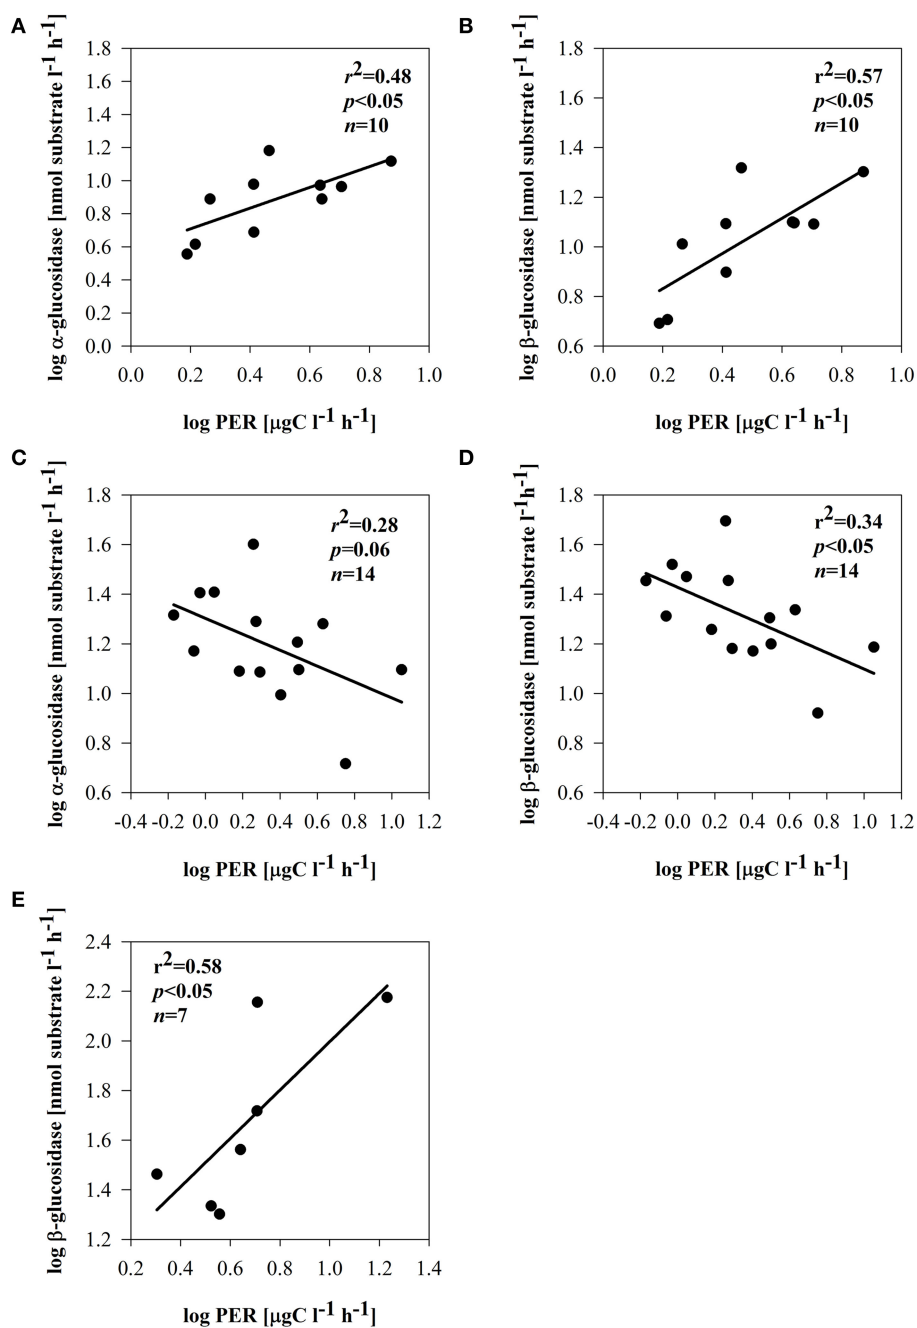 A
log α-glucosidase [nmol substrate l⁻¹ h⁻¹]
1.8
1.6
1.4
1.2
1.0
0.8
0.6
0.4
0.2
0.0
r²=0.48
p<0.05
n=10
0.0 0.2 0.4 0.6 0.8 1.0
log PER [µgC l⁻¹ h⁻¹]
B
log β-glucosidase [nmol substrate l⁻¹ h⁻¹]
1.8
1.6
1.4
1.2
1.0
0.8
0.6
r²=0.57
p<0.05
n=10
0.0 0.2 0.4 0.6 0.8 1.0
log PER [µgC l⁻¹ h⁻¹]
C
log α-glucosidase [nmol substrate l⁻¹ h⁻¹]
1.8
1.6
1.4
1.2
1.0
0.8
0.6
r²=0.28
p=0.06
n=14
-0.4 -0.2 0.0 0.2 0.4 0.6 0.8 1.0 1.2
log PER [µgC l⁻¹ h⁻¹]
D
log β-glucosidase [nmol substrate l⁻¹ h⁻¹]
1.8
1.6
1.4
1.2
1.0
0.8
0.6
r²=0.34
p<0.05
n=14
-0.4 -0.2 0.0 0.2 0.4 0.6 0.8 1.0 1.2
log PER [µgC l⁻¹ h⁻¹]
E
log β-glucosidase [nmol substrate l⁻¹ h⁻¹]
2.4
2.2
2.0
1.8
1.6
1.4
1.2
r²=0.58
p<0.05
n=7
0.2 0.4 0.6 0.8 1.0 1.2 1.4
log PER [µgC l⁻¹ h⁻¹]